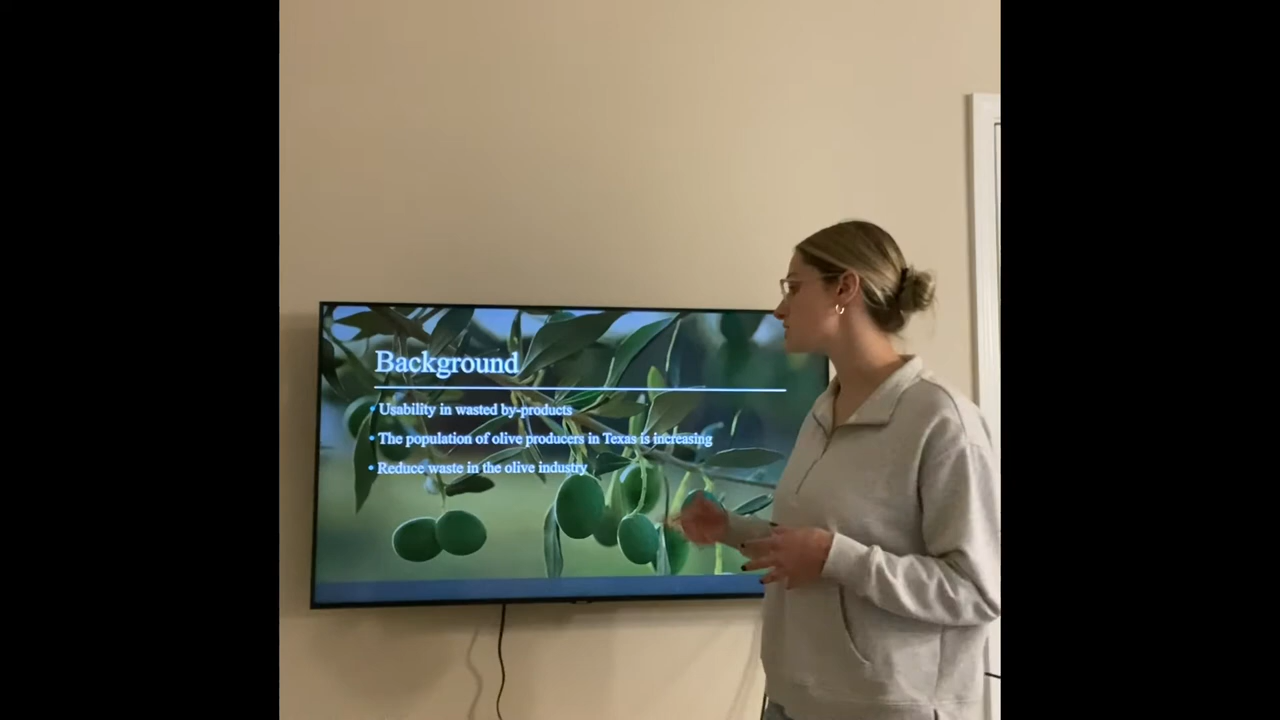 Background
• Usability in wasted by-products
• The population of olive producers in Texas is increasing
• Reduce waste in the olive industry